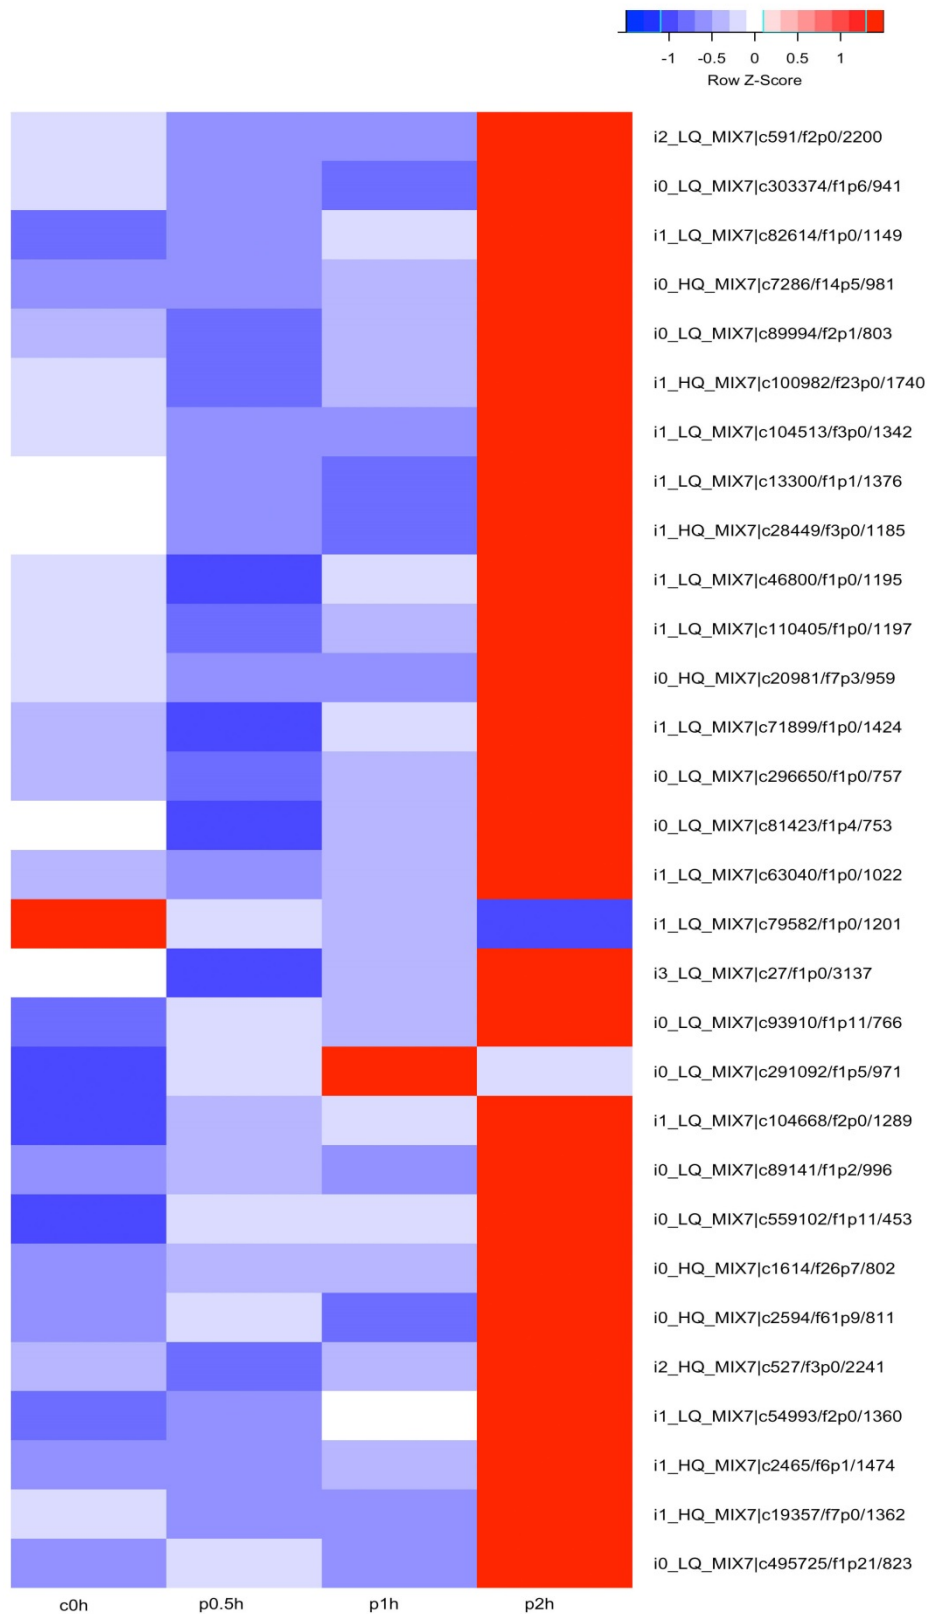 -1 -0.5 0 0.5 1
Row Z-Score
i2_LQ_MIX7|c591/f2p0/2200
i0_LQ_MIX7|c303374/f1p6/941
i1_LQ_MIX7|c82614/f1p0/1149
i0_HQ_MIX7|c7286/f14p5/981
i0_LQ_MIX7|c89994/f2p1/803
i1_HQ_MIX7|c100982/f23p0/1740
i1_LQ_MIX7|c104513/f3p0/1342
i1_LQ_MIX7|c13300/f1p1/1376
i1_HQ_MIX7|c28449/f3p0/1185
i1_LQ_MIX7|c46800/f1p0/1195
i1_LQ_MIX7|c110405/f1p0/1197
i0_HQ_MIX7|c20981/f7p3/959
i1_LQ_MIX7|c71899/f1p0/1424
i0_LQ_MIX7|c296650/f1p0/757
i0_LQ_MIX7|c81423/f1p4/753
i1_LQ_MIX7|c63040/f1p0/1022
i1_LQ_MIX7|c79582/f1p0/1201
i3_LQ_MIX7|c27/f1p0/3137
i0_LQ_MIX7|c93910/f1p11/766
i0_LQ_MIX7|c291092/f1p5/971
i1_LQ_MIX7|c104668/f2p0/1289
i0_LQ_MIX7|c89141/f1p2/996
i0_LQ_MIX7|c559102/f1p11/453
i0_HQ_MIX7|c1614/f26p7/802
i0_HQ_MIX7|c2594/f61p9/811
i2_HQ_MIX7|c527/f3p0/2241
i1_LQ_MIX7|c54993/f2p0/1360
i1_HQ_MIX7|c2465/f6p1/1474
i1_HQ_MIX7|c19357/f7p0/1362
i0_LQ_MIX7|c495725/f1p21/823
c0h p0.5h p1h p2h